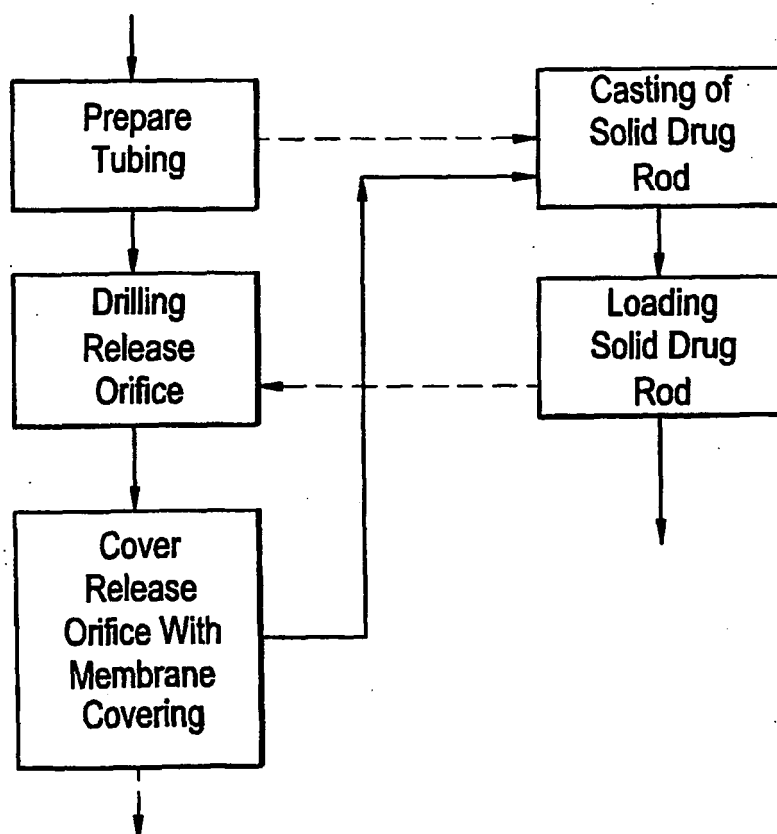 Prepare
Tubing
Drilling
Release
Orifice
Cover
Release
Orifice With
Membrane
Covering
Casting of
Solid Drug
Rod
Loading
Solid Drug
Rod